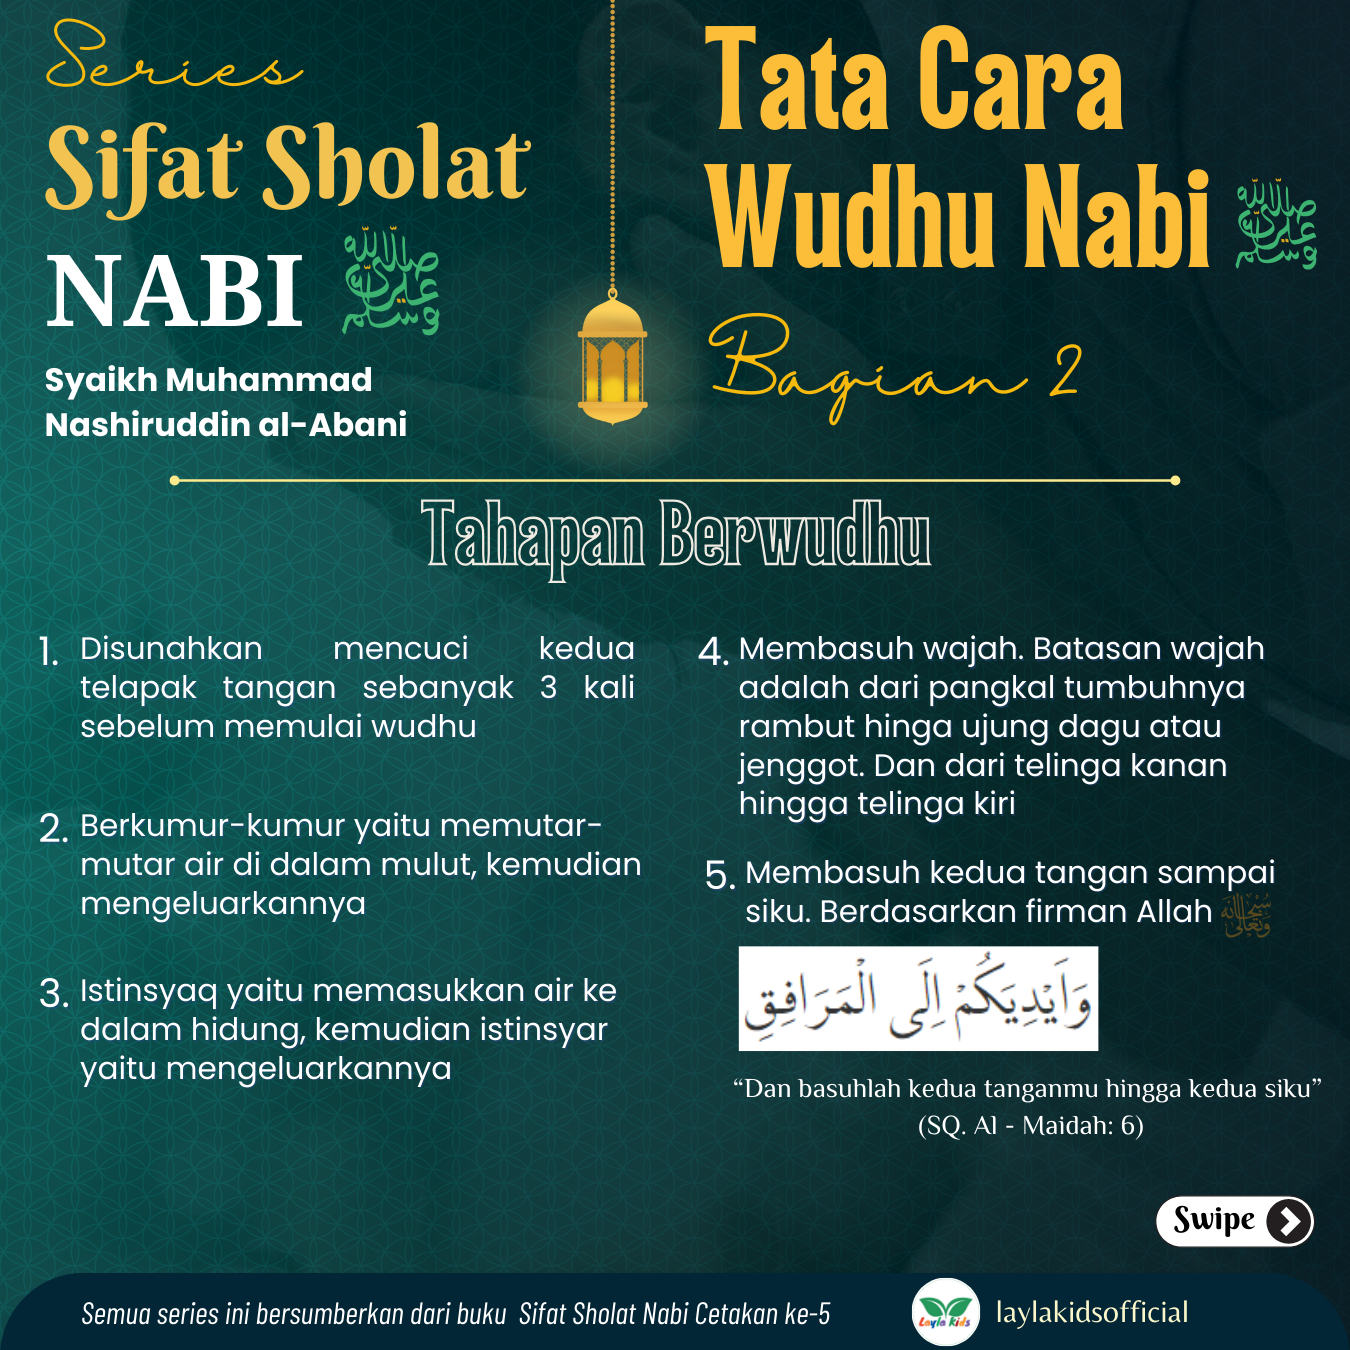 Series
Sifat Sholat
NABI ﷺ
Syaikh Muhammad
Nashiruddin al-Abani
Tata Cara
Wudhu Nabi ﷺ
Bagian 2
Tahapan Berwudhu
1. Disunahkan mencuci kedua
telapak tangan sebanyak 3 kali
sebelum memulai wudhu
2. Berkumur-kumur yaitu memutar-
mutar air di dalam mulut, kemudian
mengeluarkannya
3. Istinsyaq yaitu memasukkan air ke
dalam hidung, kemudian istinsyar
yaitu mengeluarkannya
4. Membasuh wajah. Batasan wajah
adalah dari pangkal tumbuhnya
rambut hinga ujung dagu atau
jenggot. Dan dari telinga kanan
hingga telinga kiri
5. Membasuh kedua tangan sampai
siku. Berdasarkan firman Allah سُبْحَانَهُ وَتَعَالَى
وَاَيْدِيَكُمْ اِلَى الْمَرَافِقِ
“Dan basuhlah kedua tanganmu hingga kedua siku”
(SQ. Al - Maidah: 6)
Swipe
Semua series ini bersumberkan dari buku Sifat Sholat Nabi Cetakan ke-5
Layla Kids
laylakidsofficial